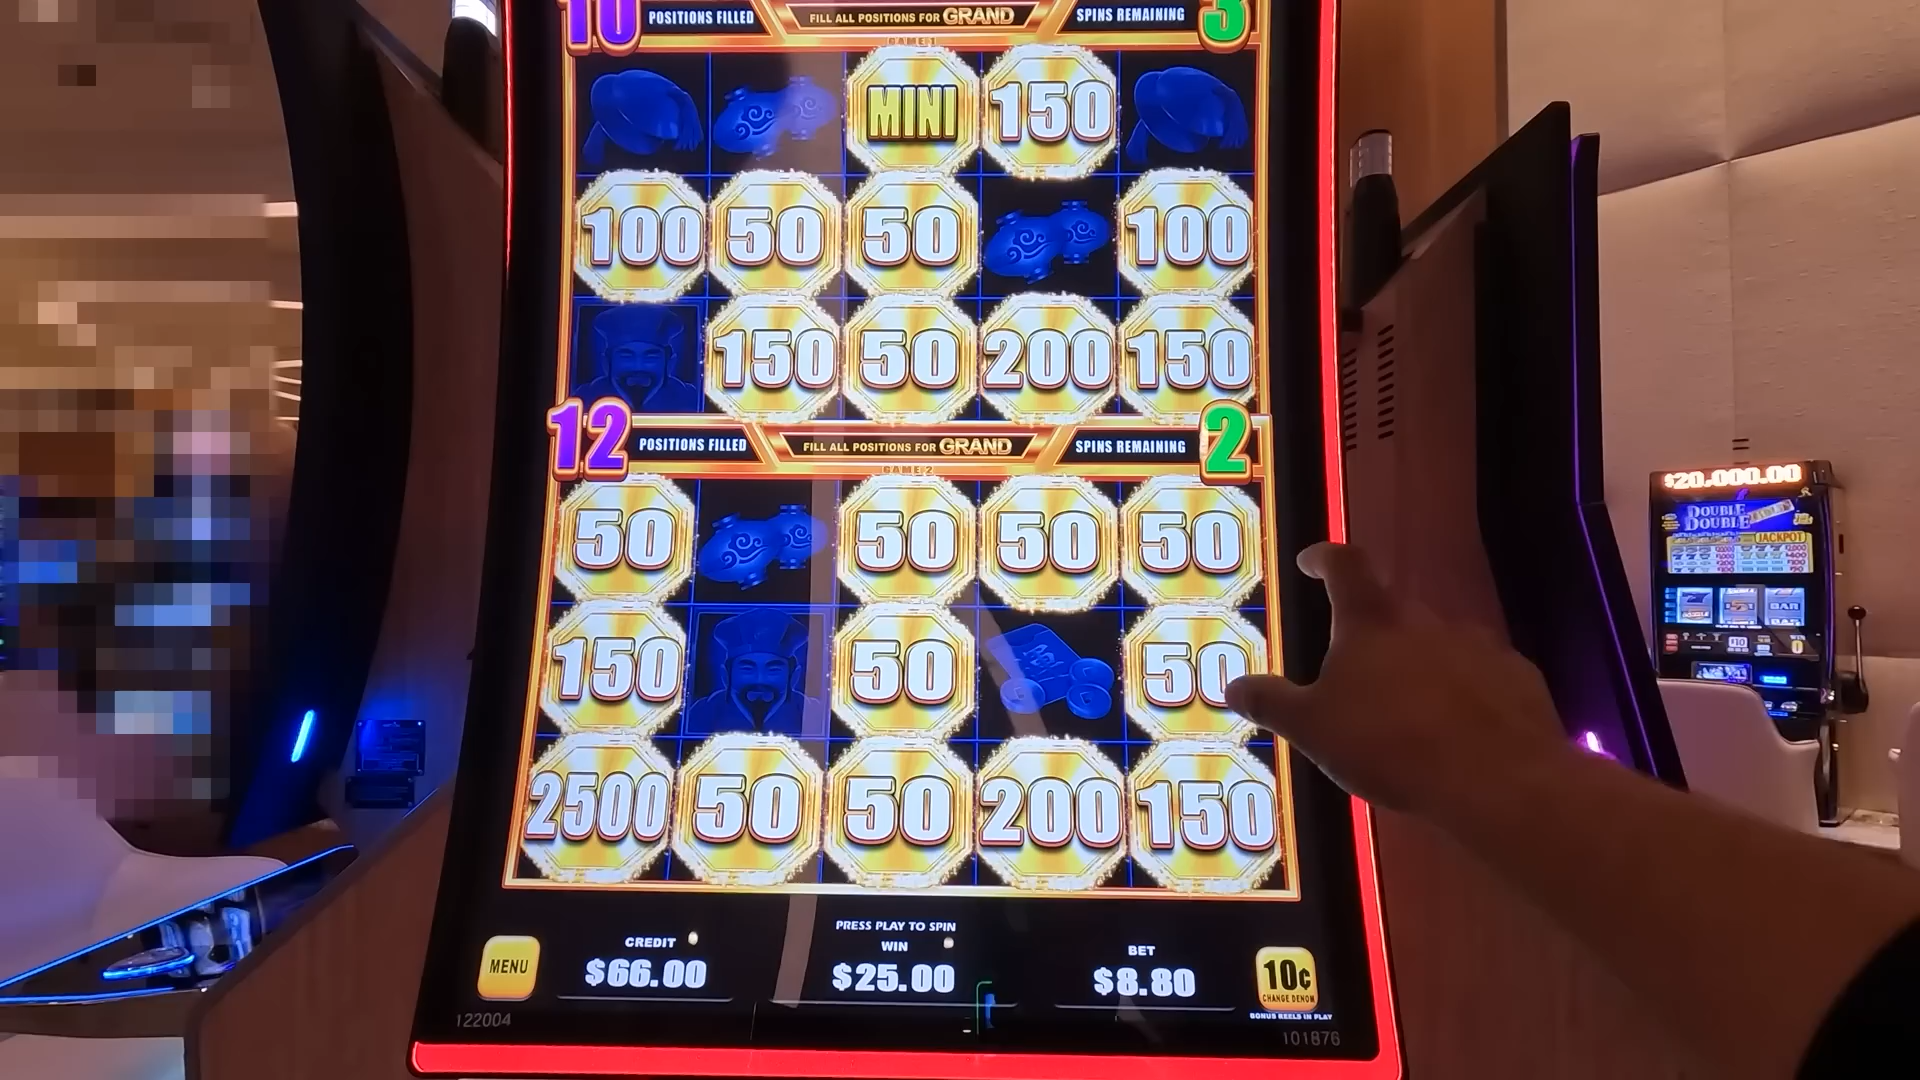 10 POSITIONS FILLED FILL ALL POSITIONS FOR GRAND SPINS REMAINING 3
GAME 1
MINI 150
100 50 50 100
150 50 200 150
12 POSITIONS FILLED FILL ALL POSITIONS FOR GRAND SPINS REMAINING 2
GAME 2
50 50 50 50
150 50 50
2500 50 50 200 150
PRESS PLAY TO SPIN
MENU
CREDIT
$66.00
WIN
$25.00
BET
$8.80
10¢
CHANGE DENOM
BONUS REELS IN PLAY
122004
101876
$20,000.00
DOUBLE
DOUBLE
JACKPOT
BAR